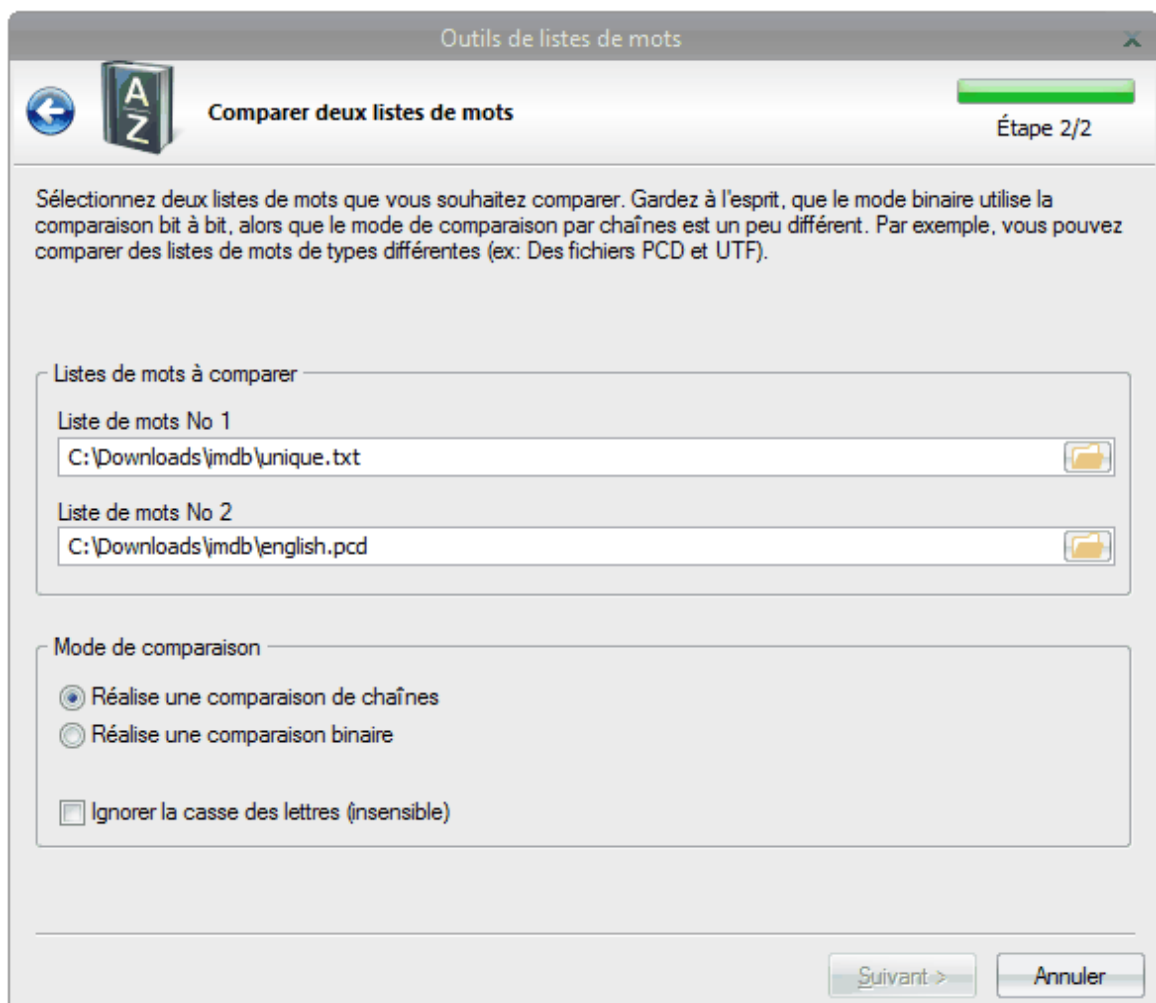 Outils de listes de mots
A
Z
Comparer deux listes de mots
Étape 2/2
Sélectionnez deux listes de mots que vous souhaitez comparer. Gardez à l'esprit, que le mode binaire utilise la
comparaison bit à bit, alors que le mode de comparaison par chaînes est un peu différent. Par exemple, vous pouvez
comparer des listes de mots de types différentes (ex: Des fichiers PCD et UTF).
Listes de mots à comparer
Liste de mots No 1
C:\Downloads\imdb\unique.txt
Liste de mots No 2
C:\Downloads\imdb\english.pcd
Mode de comparaison
Réalise une comparaison de chaînes
Réalise une comparaison binaire
Ignorer la casse des lettres (insensible)
Suivant >
Annuler